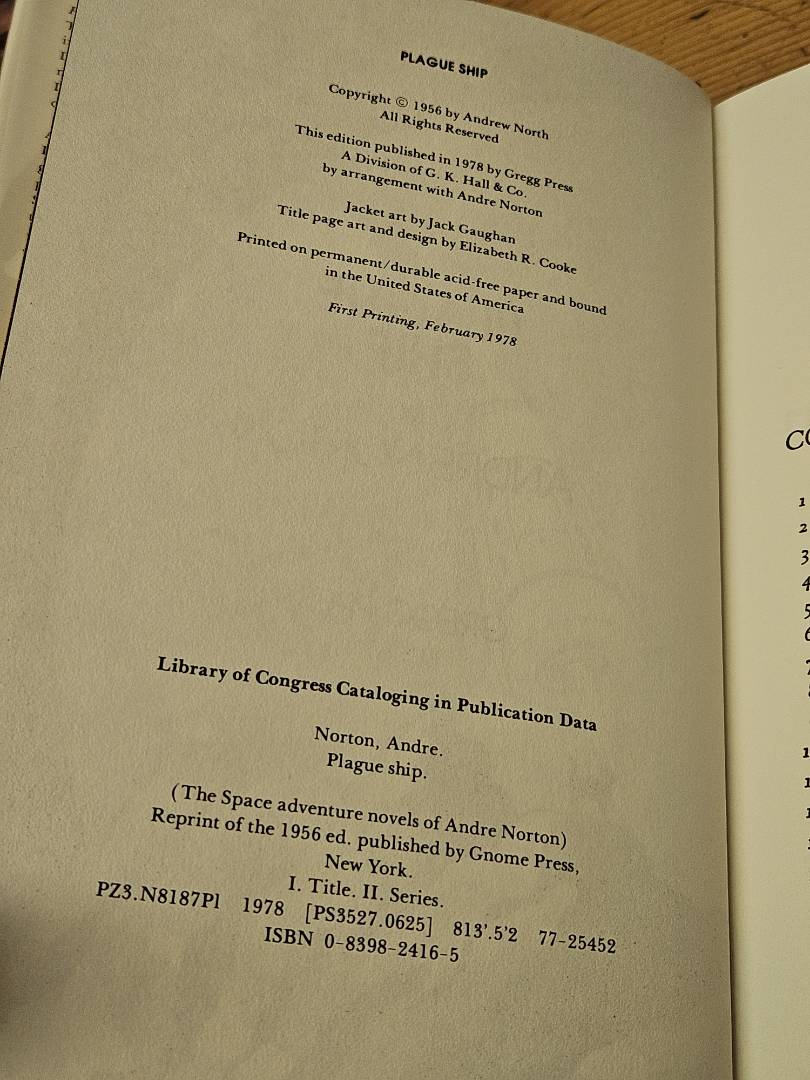 PLAGUE SHIP
Copyright © 1956 by Andrew North
All Rights Reserved
This edition published in 1978 by Gregg Press
A Division of G. K. Hall & Co.
by arrangement with Andre Norton
Jacket art by Jack Gaughan
Title page art and design by Elizabeth R. Cooke
Printed on permanent/durable acid-free paper and bound
in the United States of America
First Printing, February 1978
Library of Congress Cataloging in Publication Data
Norton, Andre.
Plague ship.
(The Space adventure novels of Andre Norton)
Reprint of the 1956 ed. published by Gnome Press,
New York.
I. Title. II. Series.
PZ3.N8187Pl 1978 [PS3527.0625] 813'.5'2 77-25452
ISBN 0-8398-2416-5
1
2
3
4
5